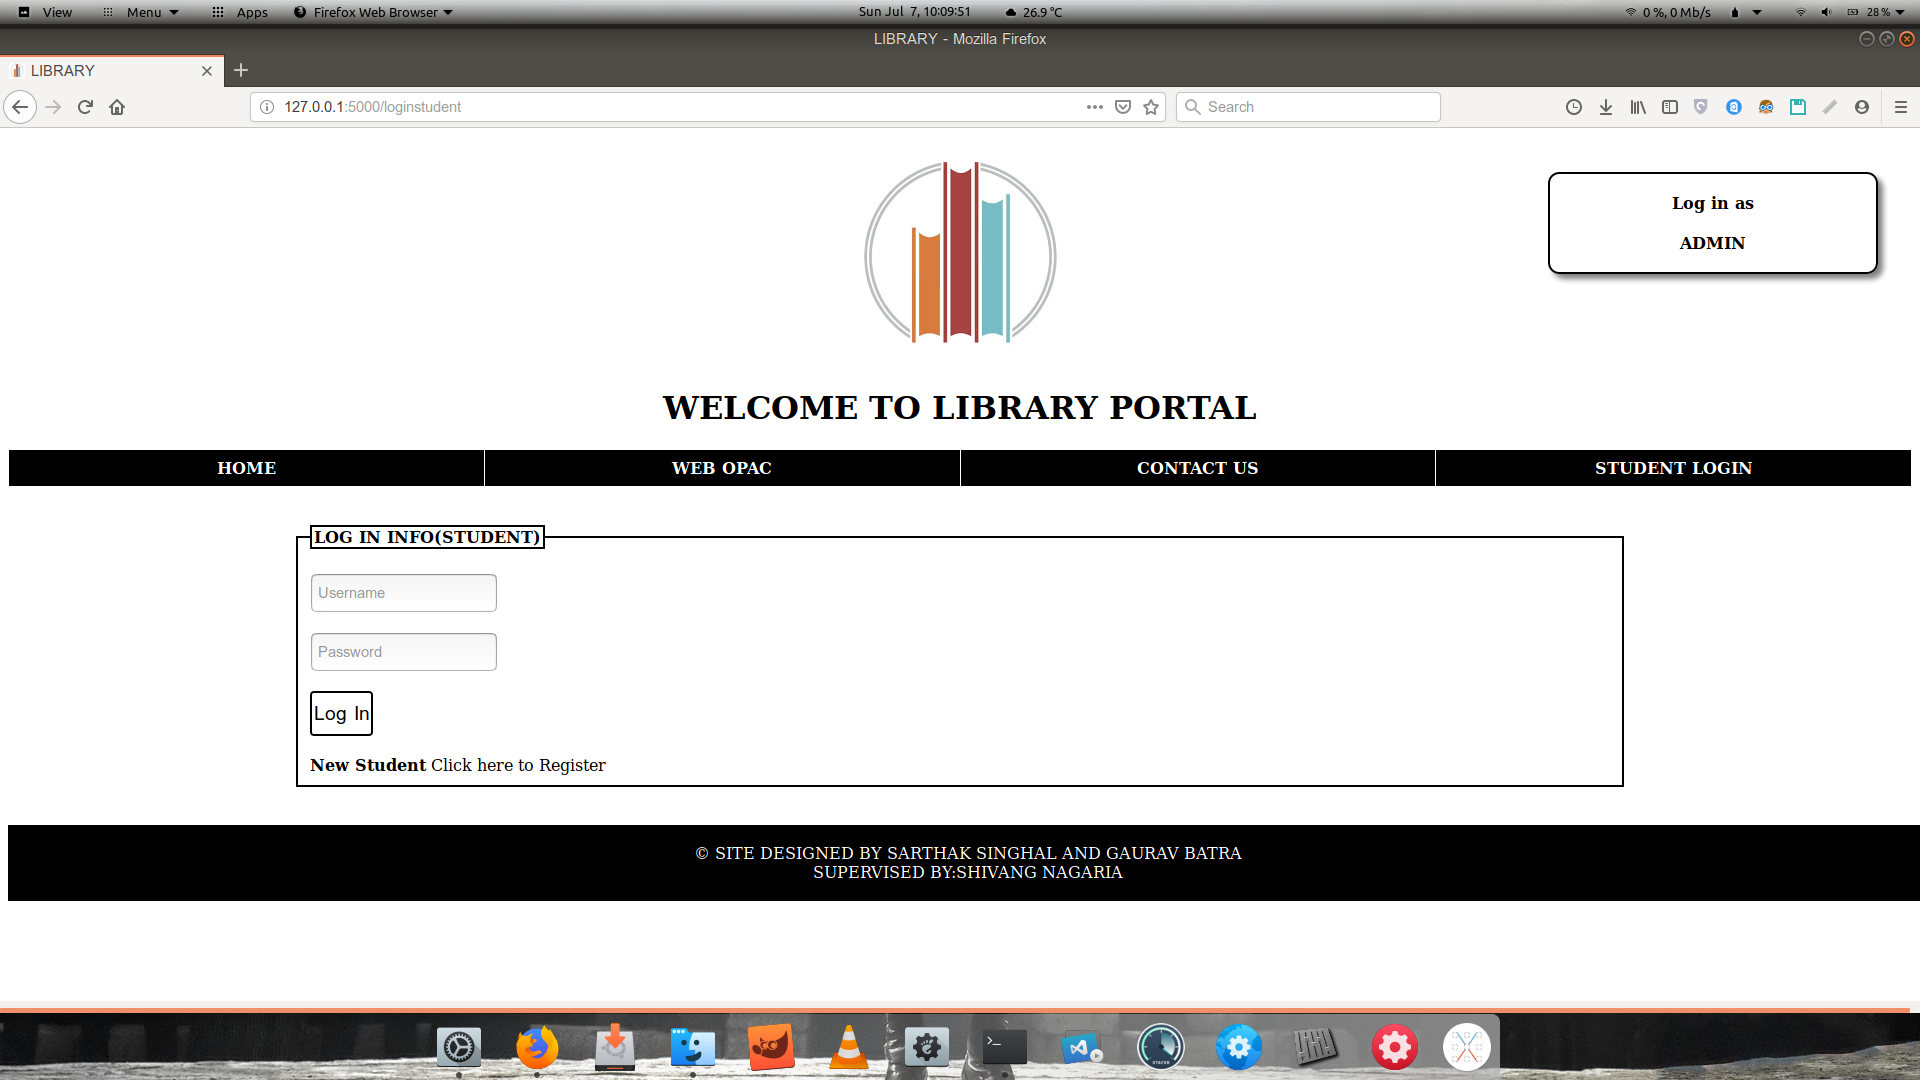 View Menu Apps Firefox Web Browser Sun Jul 7, 10:09:51 26.9 °C 0 %, 0 Mb/s 28 %
LIBRARY - Mozilla Firefox
LIBRARY
127.0.0.1:5000/loginstudent Search
Log in as
ADMIN
WELCOME TO LIBRARY PORTAL
HOME WEB OPAC CONTACT US STUDENT LOGIN
LOG IN INFO(STUDENT)
Username
Password
Log In
New Student Click here to Register
© SITE DESIGNED BY SARTHAK SINGHAL AND GAURAV BATRA
SUPERVISED BY:SHIVANG NAGARIA
STACER